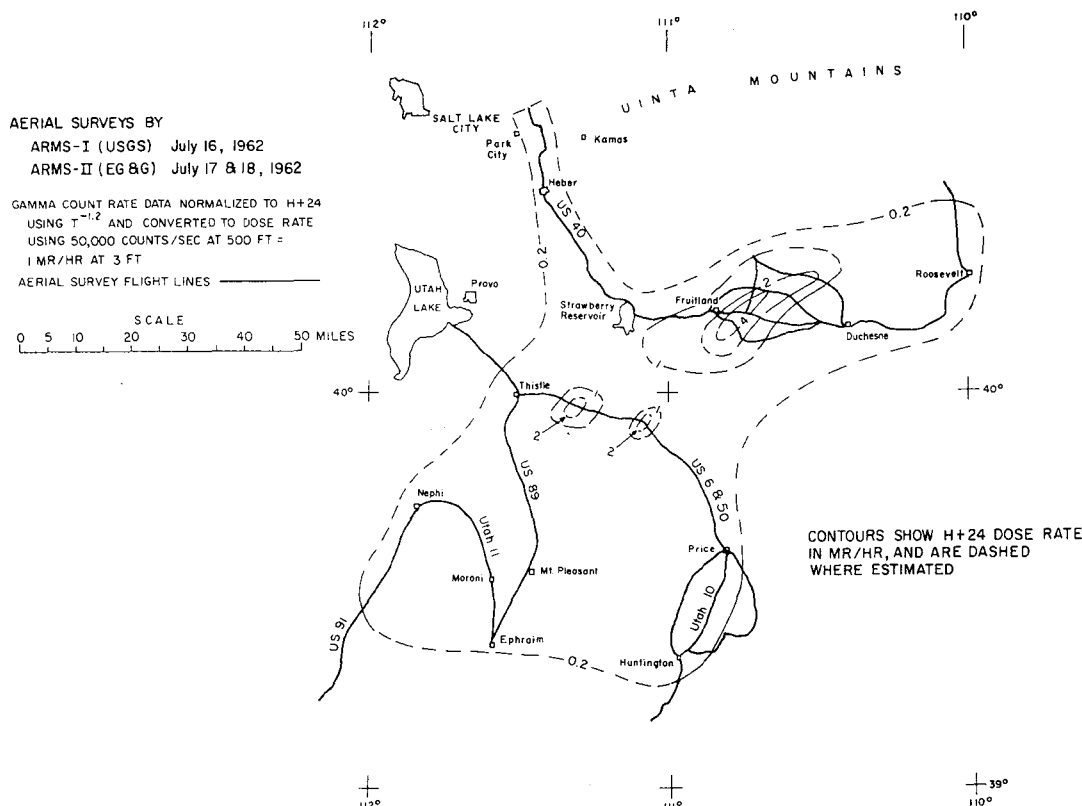 112°
111°
110°
UINTA MOUNTAINS
SALT LAKE
CITY
Park
City
Kamas
AERIAL SURVEYS BY
ARMS-I (USGS) July 16, 1962
ARMS-II (EG&G) July 17 & 18, 1962
GAMMA COUNT RATE DATA NORMALIZED TO H+24
USING T^-1.2 AND CONVERTED TO DOSE RATE
USING 50,000 COUNTS/SEC AT 500 FT =
1 MR/HR AT 3 FT
AERIAL SURVEY FLIGHT LINES
SCALE
0 5 10 20 30 40 50 MILES
Heber
US 40
0.2
0.2
UTAH
LAKE
Provo
Strawberry
Reservoir
Fruitland
2
4
Roosevelt
Duchesne
40°
40°
Thistle
2
2
US 89
US 6 & 50
Nephi
Utah 11
Moroni
Mt. Pleasant
Price
Utah 10
US 91
Ephraim
0.2
Huntington
CONTOURS SHOW H+24 DOSE RATE
IN MR/HR, AND ARE DASHED
WHERE ESTIMATED
39°
112°
111°
110°